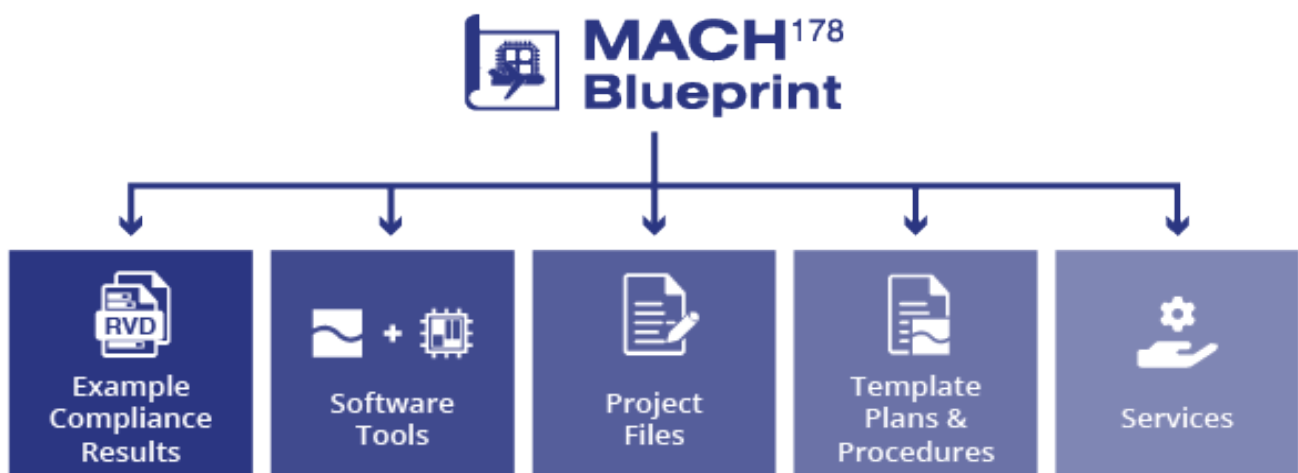 MACH178
Blueprint
RVD
Example
Compliance
Results
Software
Tools
Project
Files
Template
Plans &
Procedures
Services